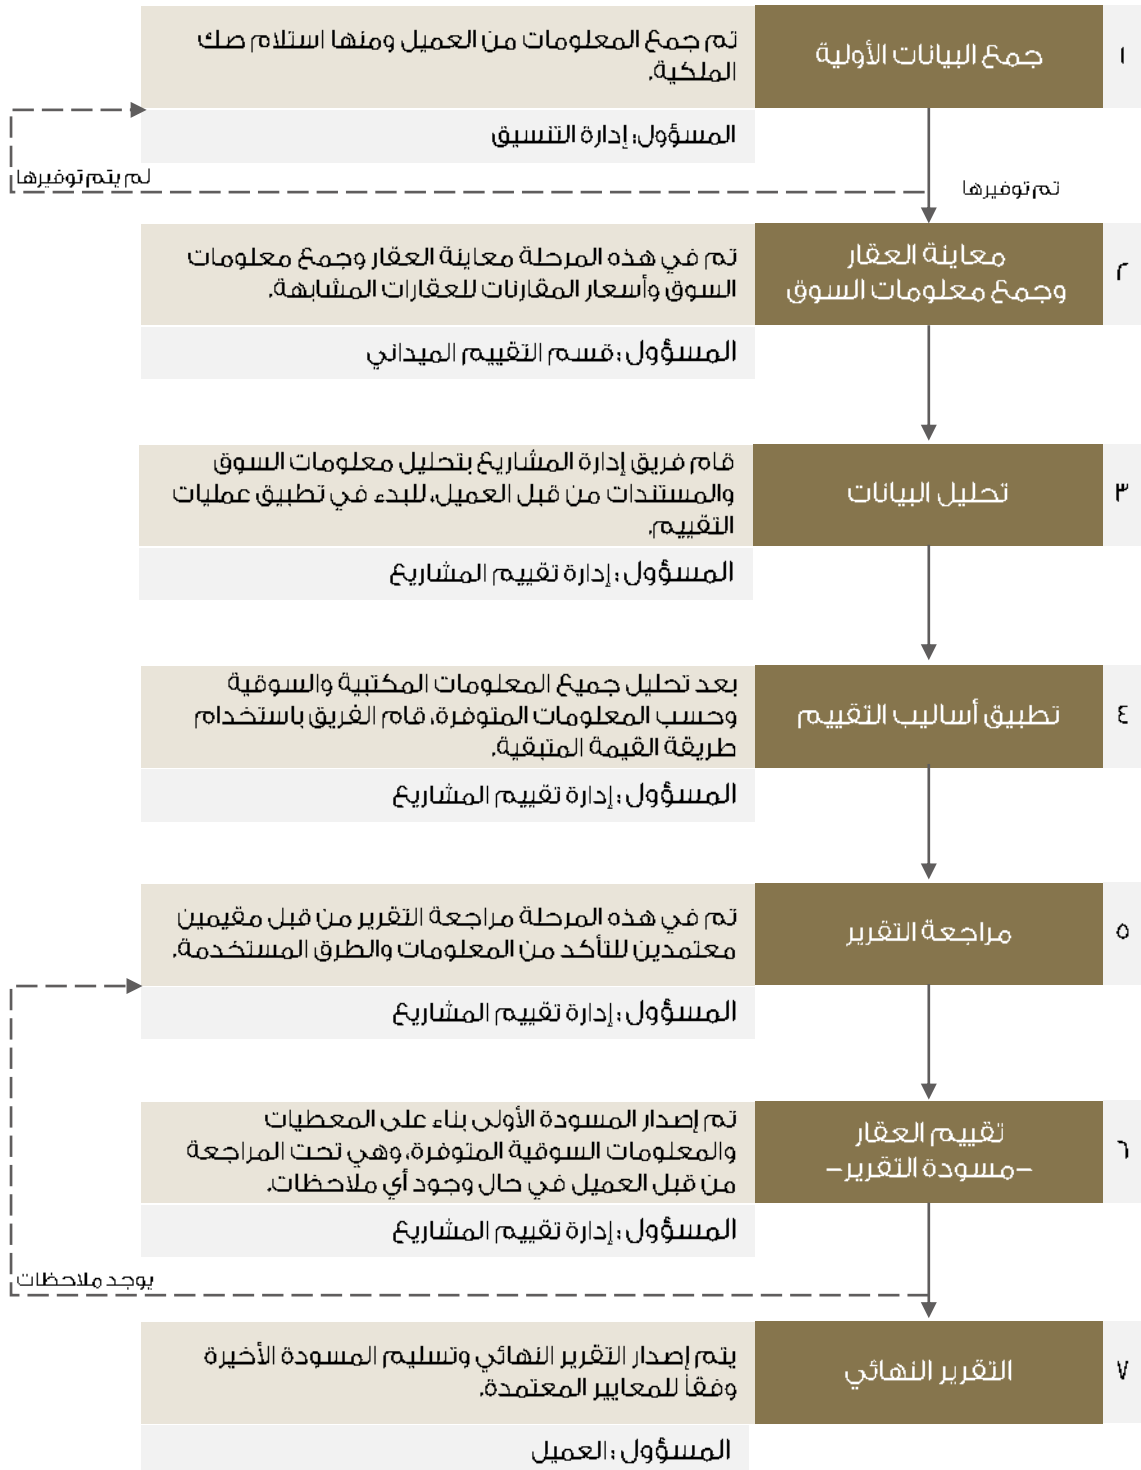 ١
جمع البيانات الأولية
تم جمع المعلومات من العميل ومنها استلام صك
الملكية.
المسؤول: إدارة التنسيق
لم يتم توفيرها
تم توفيرها
٢
معاينة العقار
وجمع معلومات السوق
تم في هذه المرحلة معاينة العقار وجمع معلومات
السوق وأسعار المقارنات للعقارات المشابهة.
المسؤول: قسم التقييم الميداني
٣
تحليل البيانات
قام فريق إدارة المشاريع بتحليل معلومات السوق
والمستندات من قبل العميل، للبدء في تطبيق عمليات
التقييم.
المسؤول: إدارة تقييم المشاريع
٤
تطبيق أساليب التقييم
بعد تحليل جميع المعلومات المكتبية والسوقية
وحسب المعلومات المتوفرة، قام الفريق باستخدام
طريقة القيمة المتبقية.
المسؤول: إدارة تقييم المشاريع
٥
مراجعة التقرير
تم في هذه المرحلة مراجعة التقرير من قبل مقيمين
معتمدين للتأكد من المعلومات والطرق المستخدمة.
المسؤول: إدارة تقييم المشاريع
٦
تقييم العقار
-مسودة التقرير-
تم إصدار المسودة الأولى بناء على المعطيات
والمعلومات السوقية المتوفرة، وهي تحت المراجعة
من قبل العميل في حال وجود أي ملاحظات.
المسؤول: إدارة تقييم المشاريع
يوجد ملاحظات
٧
التقرير النهائي
يتم إصدار التقرير النهائي وتسليم المسودة الأخيرة
وفقاً للمعايير المعتمدة.
المسؤول: العميل